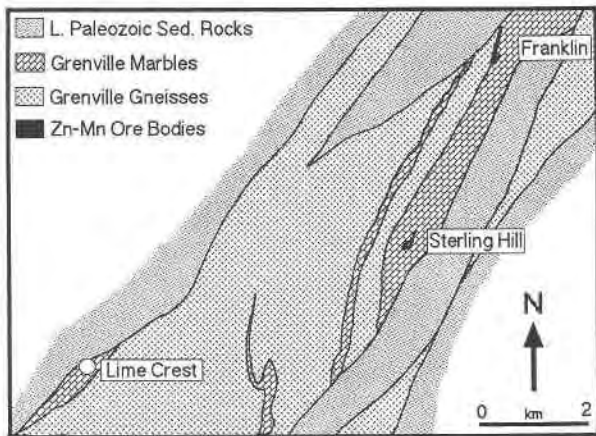 L. Paleozoic Sed. Rocks
Grenville Marbles
Grenville Gneisses
Zn-Mn Ore Bodies
Franklin
Sterling Hill
Lime Crest
N
0 km 2